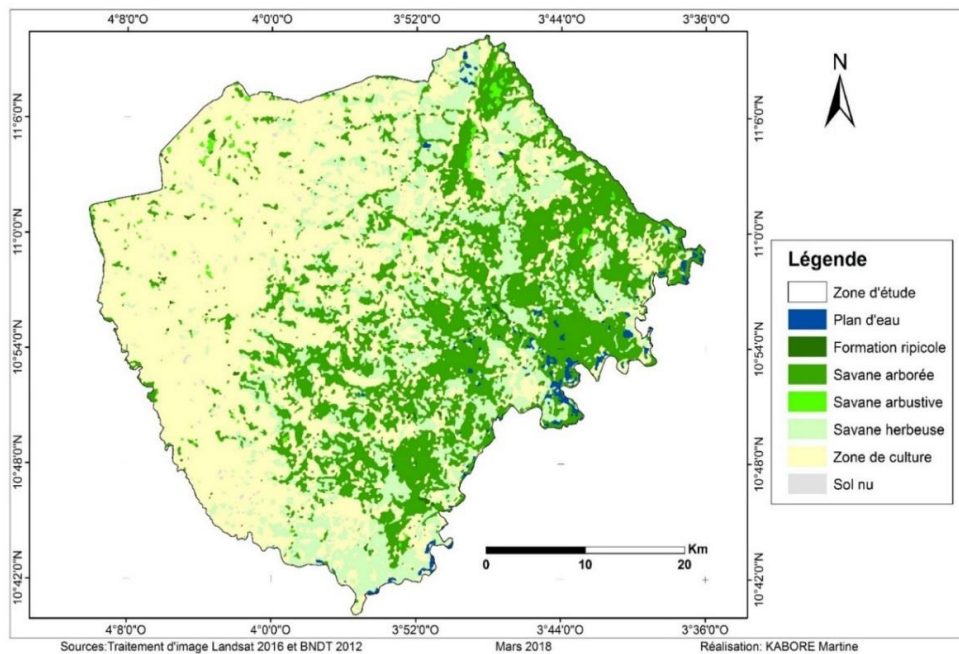 4°8'0"O 4°0'0"O 3°52'0"O 3°44'0"O 3°36'0"O
N
11°6'0"N 11°6'0"N
11°0'0"N 11°0'0"N
10°54'0"N 10°54'0"N
10°48'0"N 10°48'0"N
10°42'0"N 10°42'0"N
Légende
Zone d'étude
Plan d'eau
Formation ripicole
Savane arborée
Savane arbustive
Savane herbeuse
Zone de culture
Sol nu
Km
0 10 20
4°8'0"O 4°0'0"O 3°52'0"O 3°44'0"O 3°36'0"O
Sources:Traitement d'image Landsat 2016 et BNDT 2012 Mars 2018 Réalisation: KABORE Martine